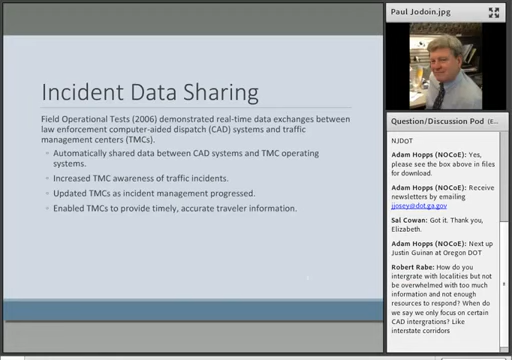 Paul Jodoin.jpg
Incident Data Sharing
Field Operational Tests (2006) demonstrated real-time data exchanges between
law enforcement computer-aided dispatch (CAD) systems and traffic
management centers (TMCs).
Automatically shared data between CAD systems and TMC operating
systems.
Increased TMC awareness of traffic incidents.
Updated TMCs as incident management progressed.
Enabled TMCs to provide timely, accurate traveler information.
Question/Discussion Pod (E...
NJDOT
Adam Hopps (NOCoE): Yes,
please see the box above in files
for download.
Adam Hopps (NOCoE): Receive
newsletters by emailing
jjosey@dot.ga.gov
Sal Cowan: Got it. Thank you,
Elizabeth.
Adam Hopps (NOCoE): Next up
Justin Guinan at Oregon DOT
Robert Rabe: How do you
intergrate with localities but not
be overwhelmed with too much
information and not enough
resources to respond? When do
we say we only focus on certain
CAD intergrations? Like
interstate corridors